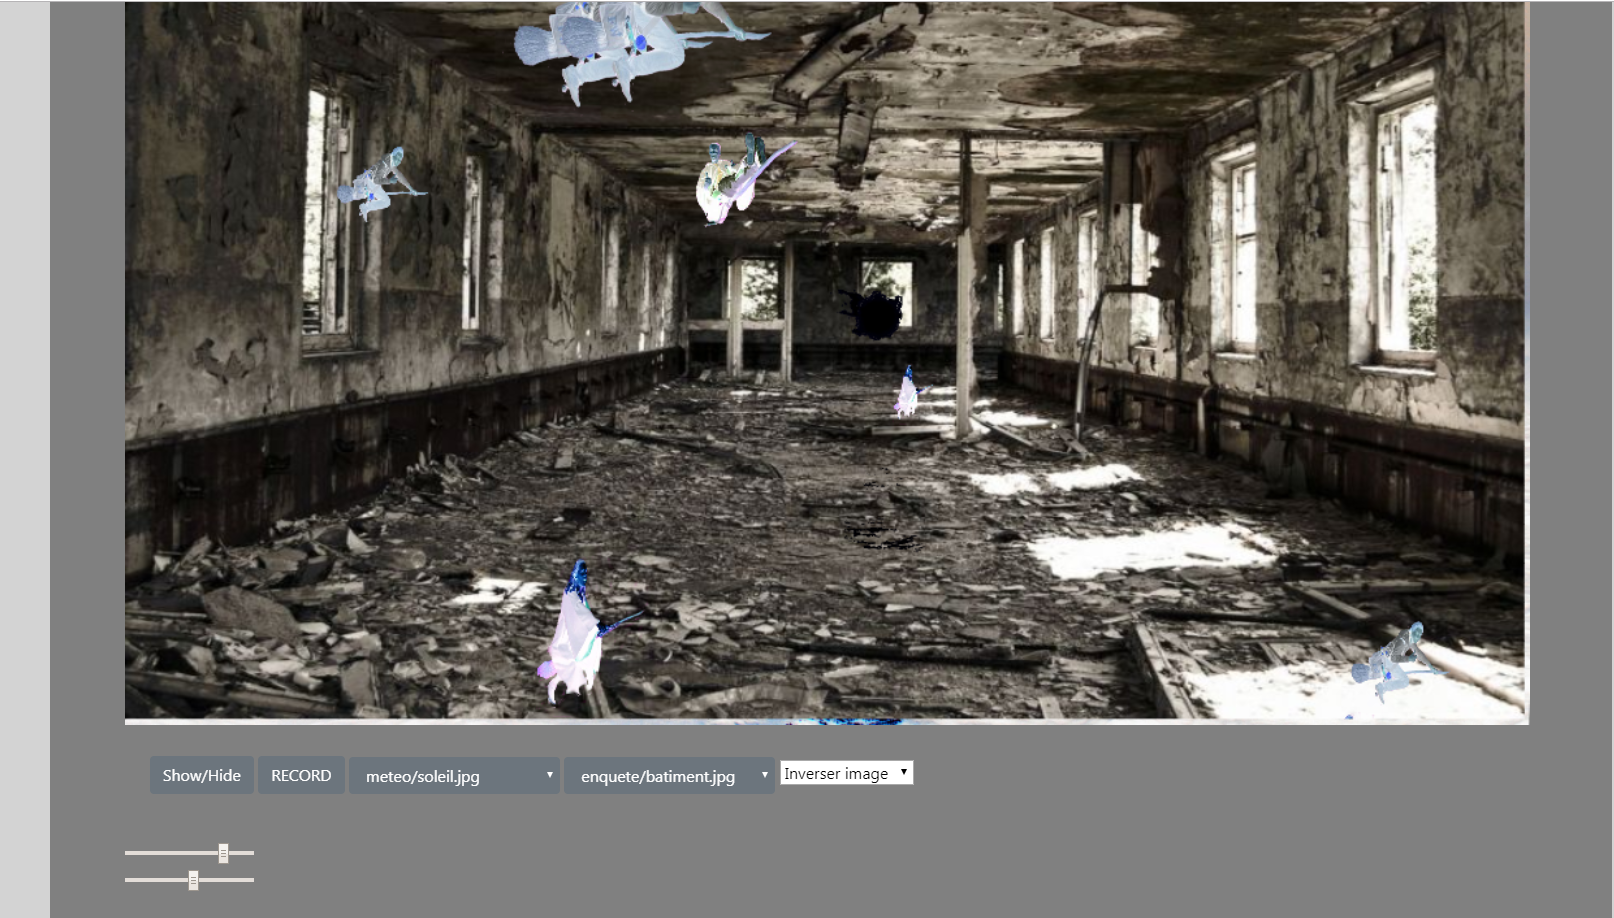 Show/Hide
RECORD
meteo/soleil.jpg
enquete/batiment.jpg
Inverser image